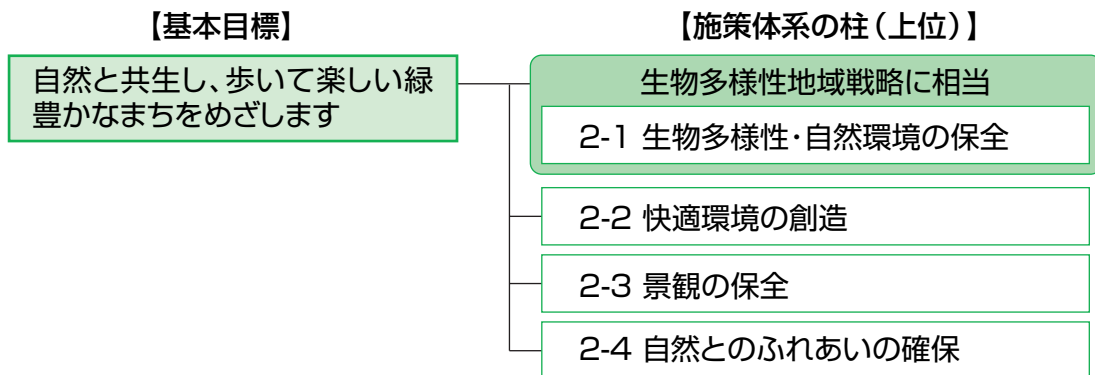 【基本目標】
【施策体系の柱（上位）】
自然と共生し、歩いて楽しい緑
豊かなまちをめざします
生物多様性地域戦略に相当
2-1 生物多様性・自然環境の保全
2-2 快適環境の創造
2-3 景観の保全
2-4 自然とのふれあいの確保